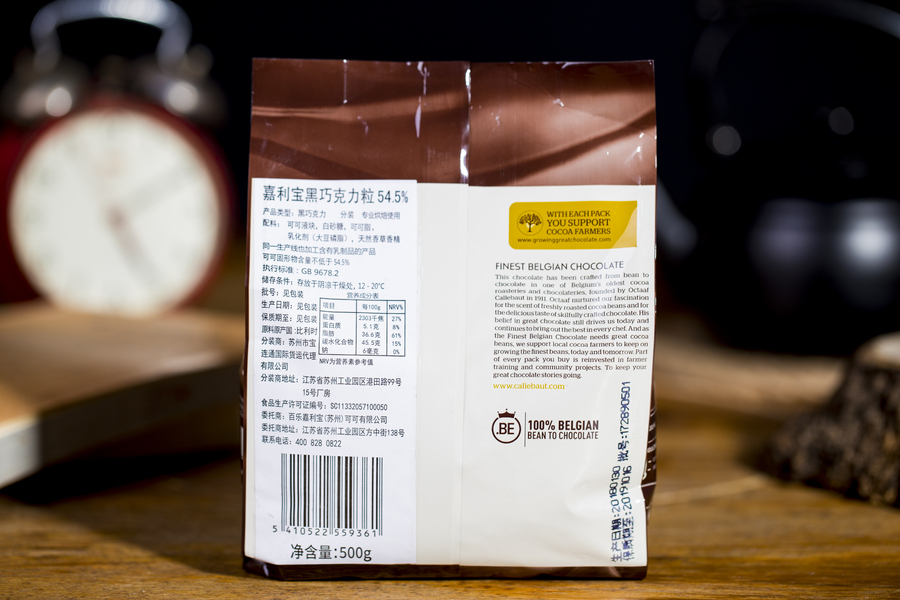 嘉利宝黑巧克力粒 54.5%
产品类型：黑巧克力 分装 专业烘焙使用
配料：可可液块，白砂糖，可可脂，
乳化剂（大豆磷脂），天然香草香精
同一生产线也加工含有乳制品的产品
可可固形物含量不低于 54.5%
执行标准：GB 9678.2
储存条件：存放于阴凉干燥处，12 - 20℃
批号：见包装
生产日期：见包装
保质期至：见包装
原料原产国：比利时
分装商：苏州市宝
连通国际货运代理
有限公司
营养成分表
项目 每100g NRV%
能量 2303千焦 27%
蛋白质 5.1克 8%
脂肪 36.6克 61%
碳水化合物 45.5克 15%
钠 6毫克 0%
NRV为营养素参考值
分装商地址：江苏省苏州工业园区港田路99号
15号厂房
食品生产许可证编号：SC11332057100050
委托商：百乐嘉利宝(苏州)可可有限公司
地址：江苏省苏州工业园区方中街138号
联系电话：400 828 0822
5 410522 559361
净含量：500g
WITH EACH PACK
YOU SUPPORT
COCOA FARMERS
www.growinggreatchocolate.com
FINEST BELGIAN CHOCOLATE
This chocolate has been crafted from bean to
chocolate in one of Belgium's oldest cocoa
roasteries and chocolateries, founded by Octaaf
Callebaut in 1911. Octaaf nurtured our fascination
for the scent of freshly roasted cocoa beans and for
the delicious taste of skilfully crafted chocolate. His
belief in great chocolate still drives us today and
continues to bring out the best in every chef. And as
the Finest Belgian Chocolate needs great cocoa
beans, we support local cocoa farmers to keep on
growing the finest beans, today and tomorrow. Part
of every pack you buy is reinvested in farmer
training and community projects. To keep your
great chocolate stories going.
www.callebaut.com
.BE
100% BELGIAN
BEAN TO CHOCOLATE
生产日期:20180130 批号:172890501
保质期至:20191016